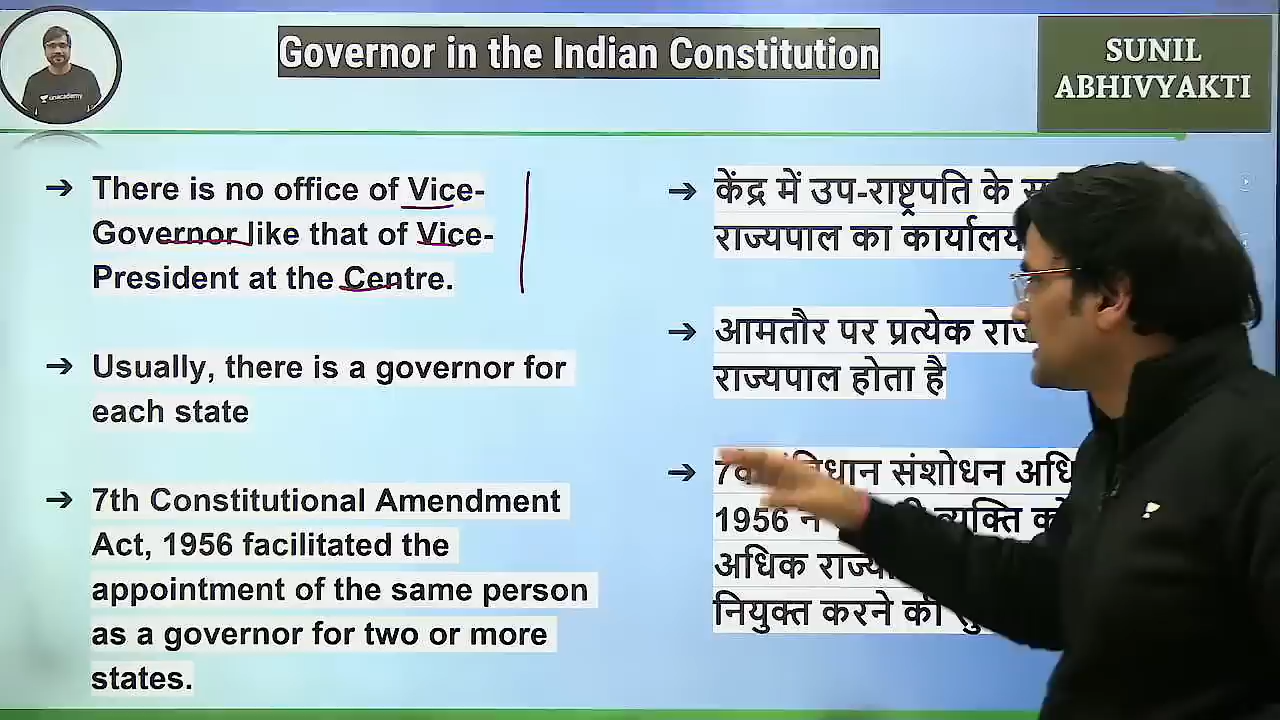 Governor in the Indian Constitution
SUNIL
ABHIVYAKTI
unacademy
→ There is no office of Vice-
Governor like that of Vice-
President at the Centre.
→ Usually, there is a governor for
each state
→ 7th Constitutional Amendment
Act, 1956 facilitated the
appointment of the same person
as a governor for two or more
states.
→ केंद्र में उप-राष्ट्रपति के
राज्यपाल का कार्यालय
→ आमतौर पर प्रत्येक
राज्यपाल होता है
→ संशोधन
1956
अधिक
नियुक्त करने की